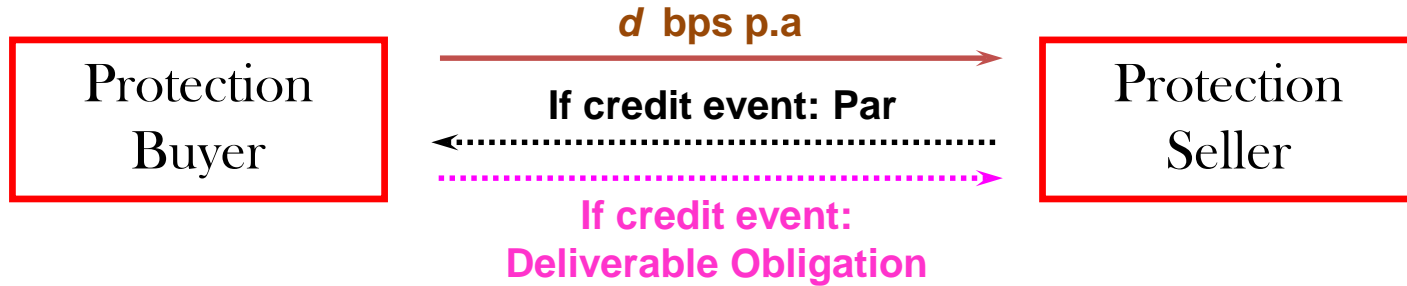 d bps p.a
Protection
Buyer
If credit event: Par
Protection
Seller
If credit event:
Deliverable Obligation